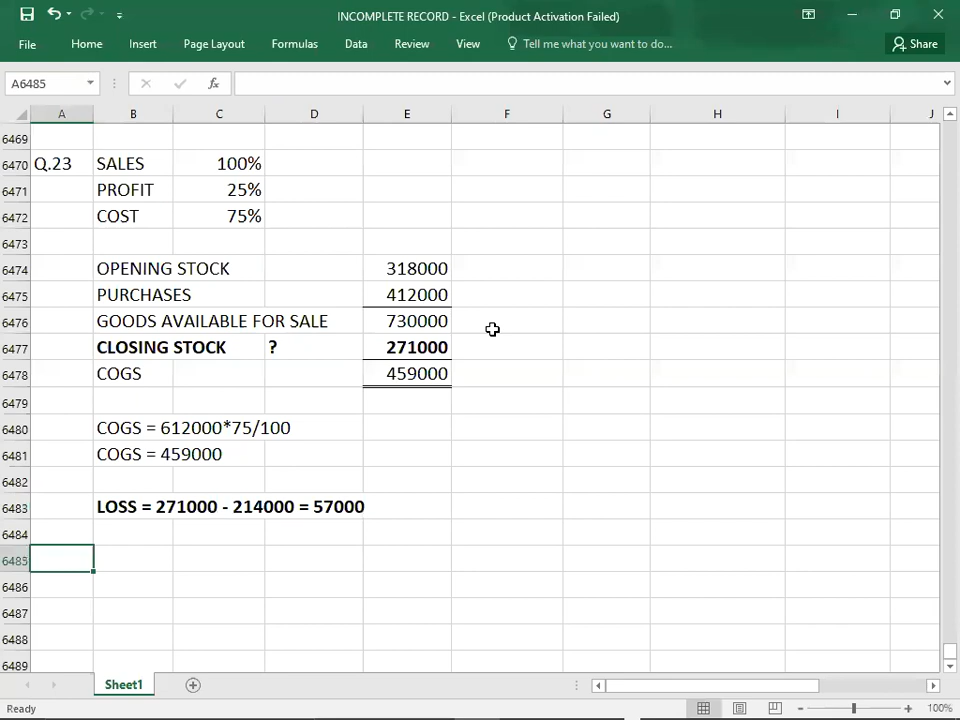 INCOMPLETE RECORD - Excel (Product Activation Failed)
File Home Insert Page Layout Formulas Data Review View Tell me what you want to do... Share
A6485 fx
A B C D E F G H I J
6469
6470 Q.23 SALES 100%
6471 PROFIT 25%
6472 COST 75%
6473
6474 OPENING STOCK 318000
6475 PURCHASES 412000
6476 GOODS AVAILABLE FOR SALE 730000
6477 CLOSING STOCK ? 271000
6478 COGS 459000
6479
6480 COGS = 612000*75/100
6481 COGS = 459000
6482
6483 LOSS = 271000 - 214000 = 57000
6484
6485
6486
6487
6488
6489
Sheet1
Ready 100%